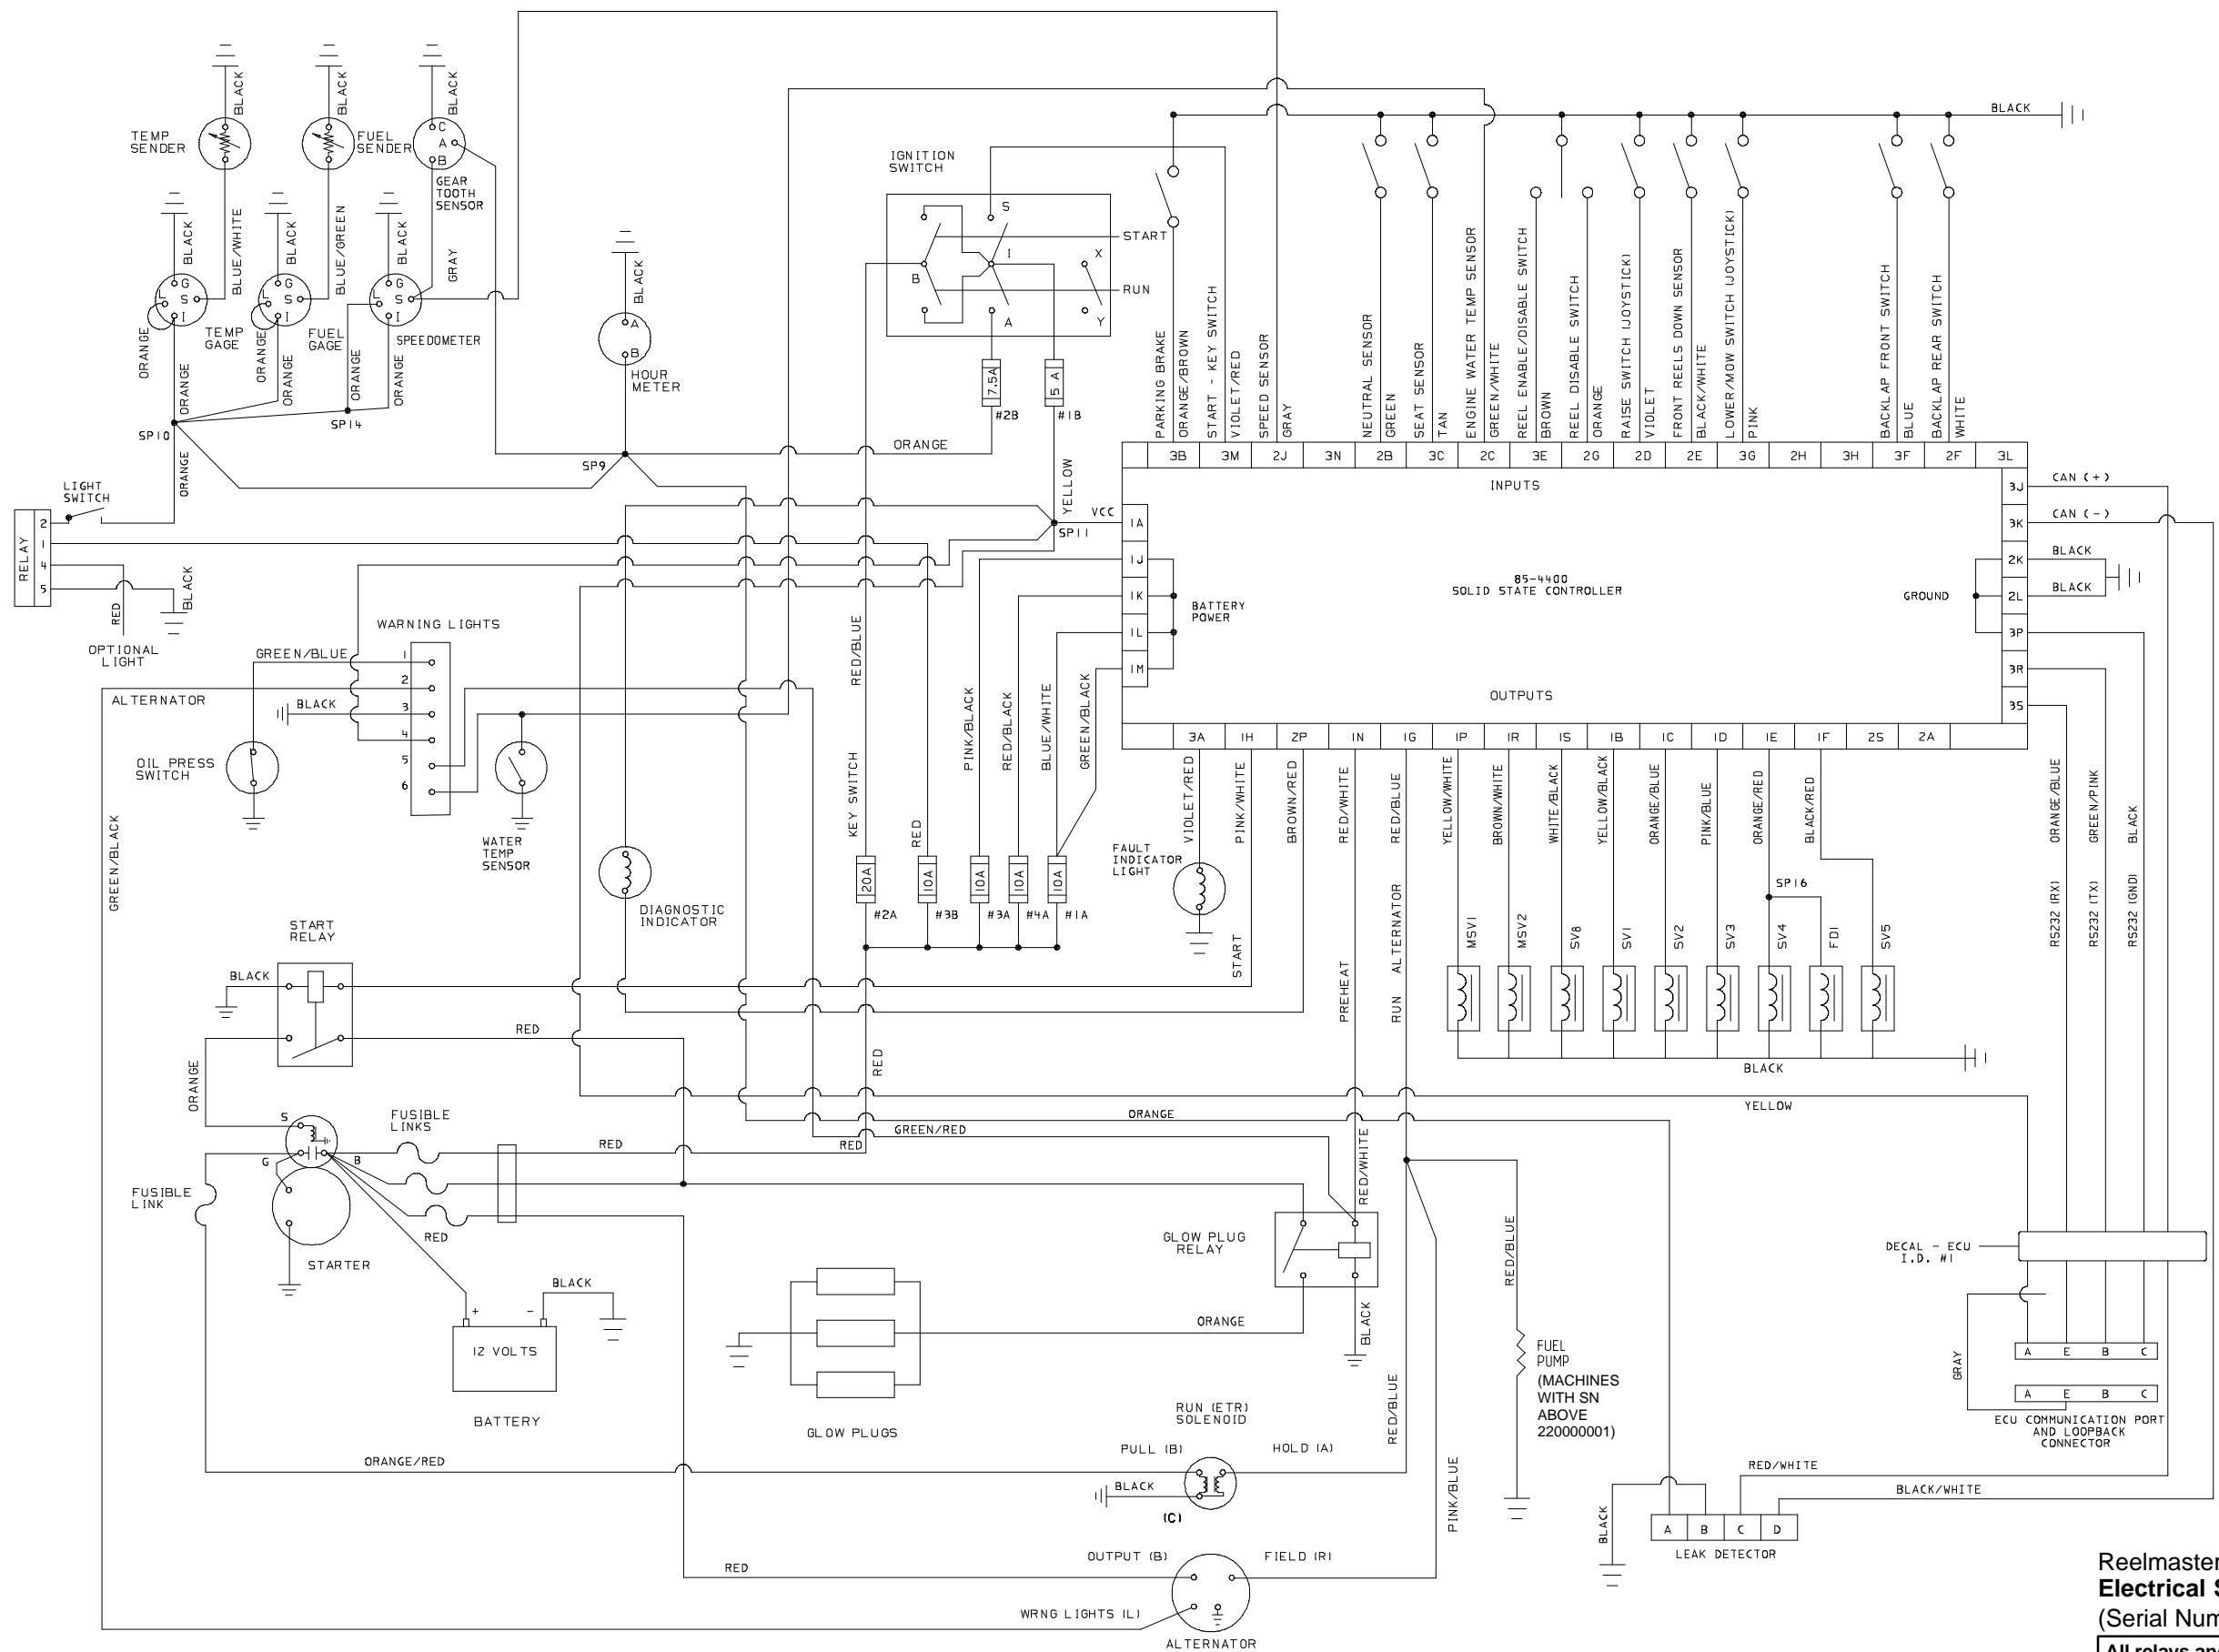 BLACK
BLACK
BLACK
TEMP
SENDER
FUEL
SENDER
C
A
B
GEAR
TOOTH
SENSOR
BLACK
BLUE/WHITE
BLACK
BLUE/GREEN
BLACK
GRAY
G
L
S
I
G
L
S
I
G
L
S
I
TEMP
GAGE
FUEL
GAGE
SPEEDOMETER
ORANGE
ORANGE
ORANGE
ORANGE
ORANGE
ORANGE
SP10
SP14
ORANGE
LIGHT
SWITCH
RELAY
2
1
4
5
RED
BLACK
OPTIONAL
LIGHT
BLACK
A
B
HOUR
METER
SP9
ORANGE
IGNITION
SWITCH
S
I
B
A
X
Y
START
RUN
7.5A
5 A
#2B
#1B
YELLOW
VCC
SP11
BLACK
PARKING BRAKE
ORANGE/BROWN
START - KEY SWITCH
VIOLET/RED
SPEED SENSOR
GRAY
NEUTRAL SENSOR
GREEN
SEAT SENSOR
TAN
ENGINE WATER TEMP SENSOR
GREEN/WHITE
REEL ENABLE/DISABLE SWITCH
BROWN
REEL DISABLE SWITCH
ORANGE
RAISE SWITCH (JOYSTICK)
VIOLET
FRONT REELS DOWN SENSOR
BLACK/WHITE
LOWER/MOW SWITCH (JOYSTICK)
PINK
BACKLAP FRONT SWITCH
BLUE
BACKLAP REAR SWITCH
WHITE
3B 3M 2J 3N 2B 3C 2C 3E 2G 2D 2E 3G 2H 3H 3F 2F 3L
INPUTS
1A
1J
1K
1L
1M
BATTERY
POWER
85-4400
SOLID STATE CONTROLLER
GROUND
OUTPUTS
3J
3K
2K
2L
3P
3R
3S
CAN (+)
CAN (-)
BLACK
BLACK
3A 1H 2P 1N 1G 1P 1R 1S 1B 1C 1D 1E 1F 2S 2A
WARNING LIGHTS
1
2
3
4
5
6
GREEN/BLUE
ALTERNATOR
BLACK
OIL PRESS
SWITCH
WATER
TEMP
SENSOR
GREEN/BLACK
DIAGNOSTIC
INDICATOR
RED/BLUE
KEY SWITCH
RED
PINK/BLACK
RED/BLACK
BLUE/WHITE
GREEN/BLACK
20A
10A
10A
10A
10A
#2A
#3B
#3A
#4A
#1A
FAULT
INDICATOR
LIGHT
VIOLET/RED
PINK/WHITE
START
BROWN/RED
RED/WHITE
PREHEAT
RED/BLUE
RUN ALTERNATOR
YELLOW/WHITE
BROWN/WHITE
WHITE/BLACK
YELLOW/BLACK
ORANGE/BLUE
PINK/BLUE
ORANGE/RED
BLACK/RED
SP16
MSV1
MSV2
SV8
SV1
SV2
SV3
SV4
FD1
SV5
BLACK
ORANGE/BLUE
GREEN/PINK
BLACK
RS232 (RX)
RS232 (TX)
RS232 (GND)
START
RELAY
BLACK
RED
ORANGE
RED
S
G
B
FUSIBLE
LINKS
RED
RED
RED
FUSIBLE
LINK
STARTER
+
-
BLACK
12 VOLTS
BATTERY
ORANGE
YELLOW
GREEN/RED
RED/WHITE
GLOW PLUG
RELAY
ORANGE
BLACK
GLOW PLUGS
RED/BLUE
FUEL
PUMP
(MACHINES
WITH SN
ABOVE
220000001)
RED/BLUE
PINK/BLUE
RUN (ETR)
SOLENOID
PULL (B)
HOLD (A)
BLACK
(C)
ORANGE/RED
RED
OUTPUT (B)
FIELD (R)
WRNG LIGHTS (L)
ALTERNATOR
DECAL - ECU
I.D. #1
GRAY
A E B C
A E B C
ECU COMMUNICATION PORT
AND LOOPBACK
CONNECTOR
RED/WHITE
BLACK/WHITE
BLACK
A B C D
LEAK DETECTOR
Reelmaster
Electrical S
(Serial Num
All relays and